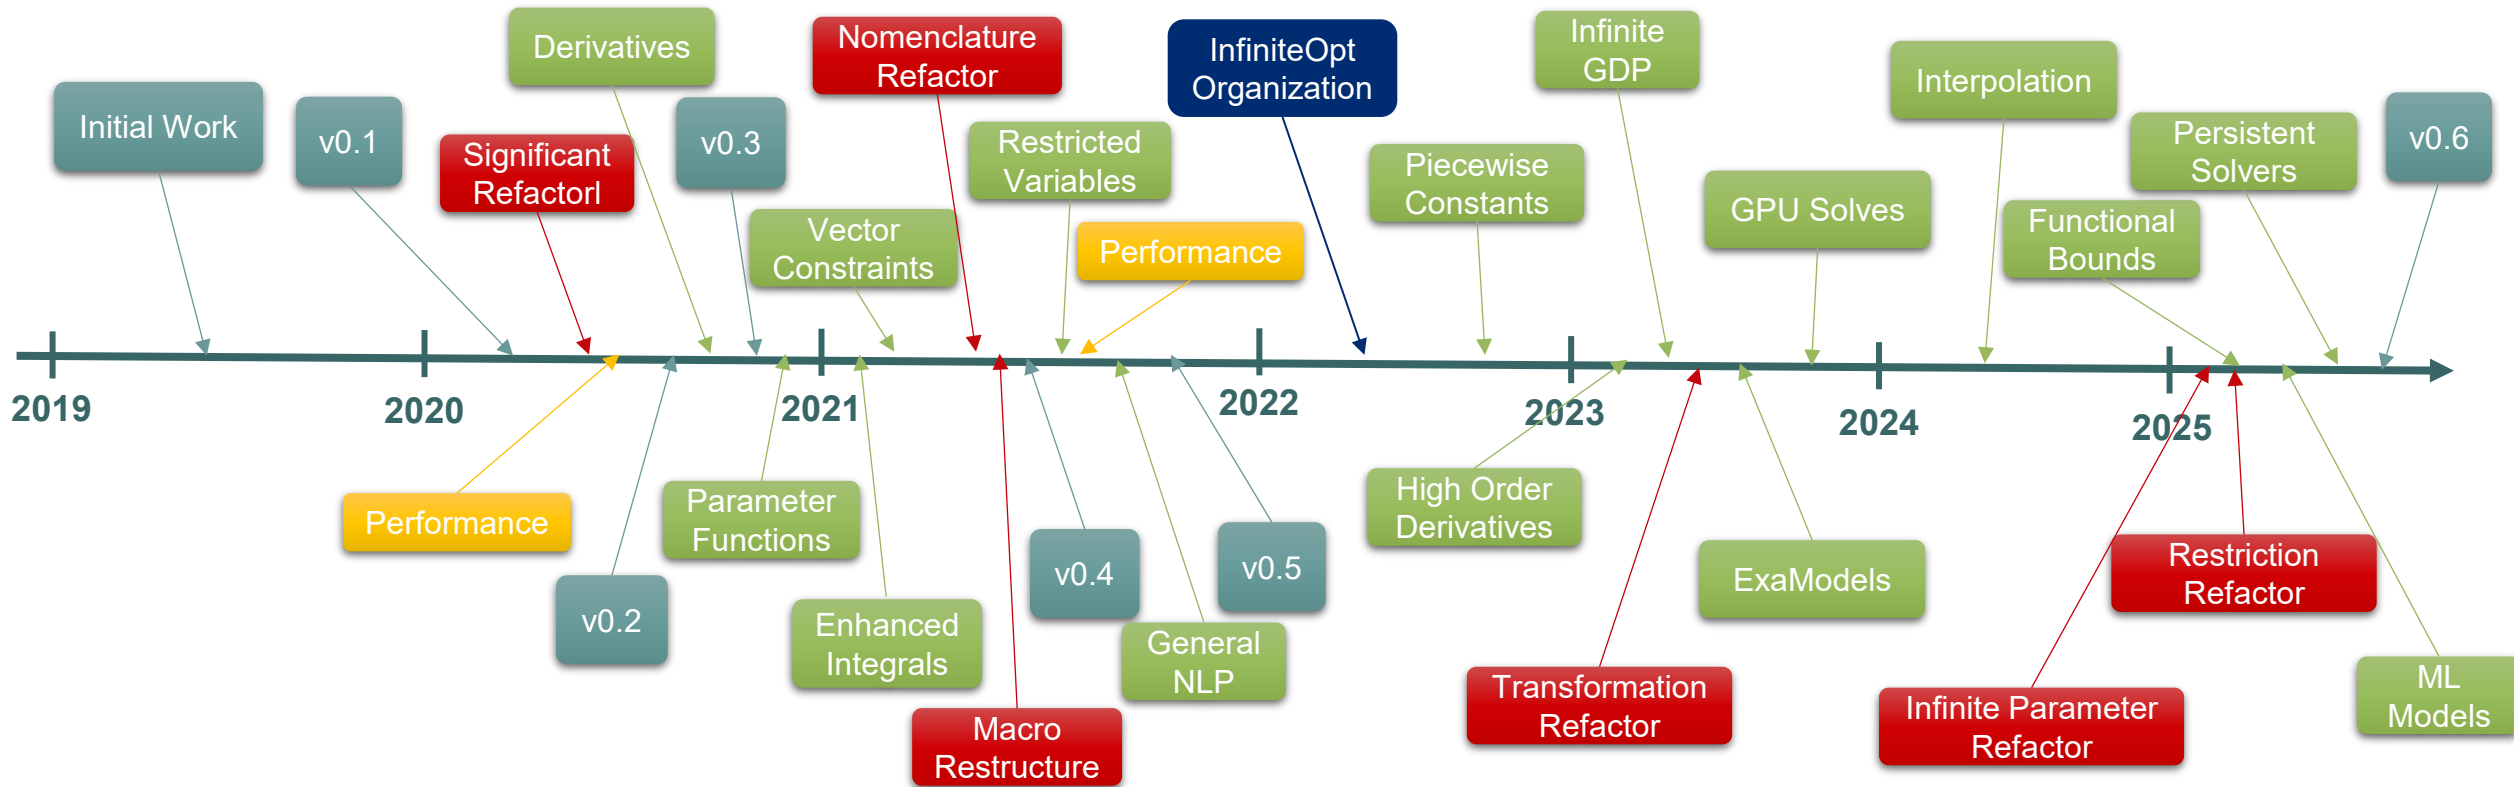 Initial Work
v0.1
Significant
Refactorl
Derivatives
v0.3
Nomenclature
Refactor
Vector
Constraints
Restricted
Variables
Performance
InfiniteOpt
Organization
Piecewise
Constants
Infinite
GDP
GPU Solves
Interpolation
Functional
Bounds
Persistent
Solvers
v0.6
2019
2020
2021
2022
2023
2024
2025
Performance
v0.2
Parameter
Functions
Enhanced
Integrals
Macro
Restructure
v0.4
General
NLP
v0.5
High Order
Derivatives
Transformation
Refactor
ExaModels
Infinite Parameter
Refactor
Restriction
Refactor
ML
Models